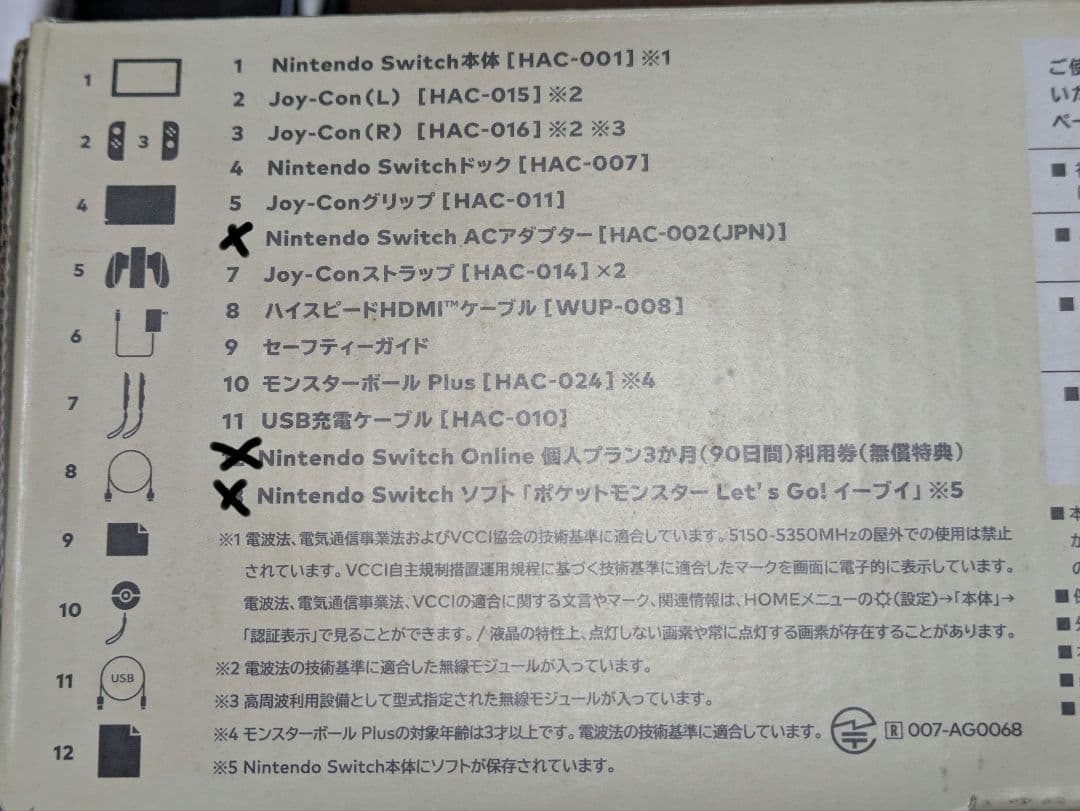 1 Nintendo Switch本体[HAC-001]※1
2 Joy-Con(L) [HAC-015]※2
3 Joy-Con(R) [HAC-016]※2 ※3
4 Nintendo Switchドック[HAC-007]
5 Joy-Conグリップ[HAC-011]
Nintendo Switch ACアダプター[HAC-002(JPN)]
7 Joy-Conストラップ[HAC-014]×2
8 ハイスピードHDMI™ケーブル[WUP-008]
9 セーフティーガイド
10 モンスターボール Plus[HAC-024]※4
11 USB充電ケーブル[HAC-010]
Nintendo Switch Online 個人プラン3か月(90日間)利用券(無償特典)
Nintendo Switch ソフト「ポケットモンスター Let's Go! イーブイ」※5
※1 電波法、電気通信事業法およびVCCI協会の技術基準に適合しています。5150-5350MHzの屋外での使用は禁止
されています。VCCI自主規制措置運用規程に基づく技術基準に適合したマークを画面に電子的に表示しています。
電波法、電気通信事業法、VCCIの適合に関する文言やマーク、関連情報は、HOMEメニューの(設定)→「本体」→
「認証表示」で見ることができます。/ 液晶の特性上、点灯しない画素や常に点灯する画素が存在することがあります。
※2 電波法の技術基準に適合した無線モジュールが入っています。
※3 高周波利用設備として型式指定された無線モジュールが入っています。
※4 モンスターボール Plusの対象年齢は3才以上です。電波法の技術基準に適合しています。
R 007-AG0068
※5 Nintendo Switch本体にソフトが保存されています。
1
2 3
4
5
6
7
8
9
10
11 USB
12
ご使
いた
ペー